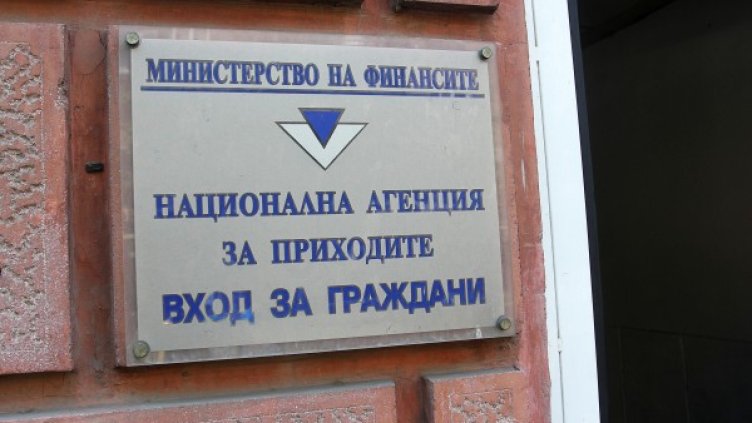 МИНИСТЕРСТВО НА ФИНАНСИТЕ
НАЦИОНАЛНА АГЕНЦИЯ
ЗА ПРИХОДИТЕ
ВХОД ЗА ГРАЖДАНИ